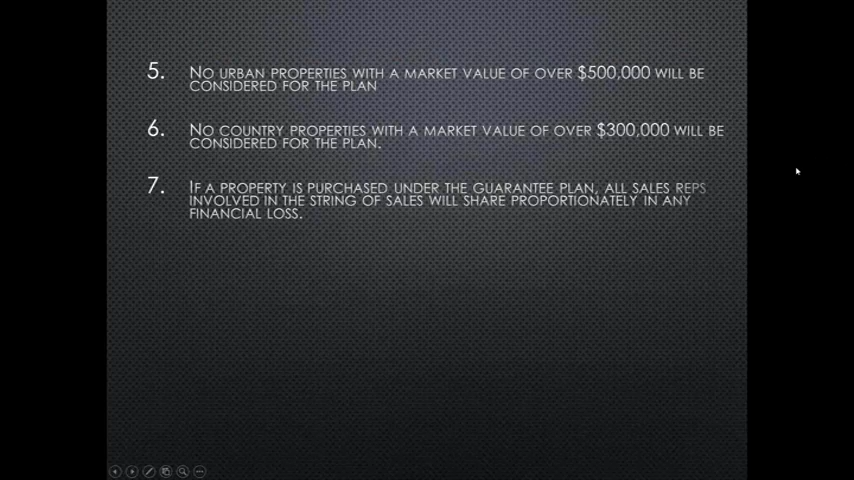 5. No urban properties with a market value of over $500,000 will be
considered for the plan
6. No country properties with a market value of over $300,000 will be
considered for the plan.
7. If a property is purchased under the guarantee plan, all sales reps
involved in the string of sales will share proportionately in any
financial loss.